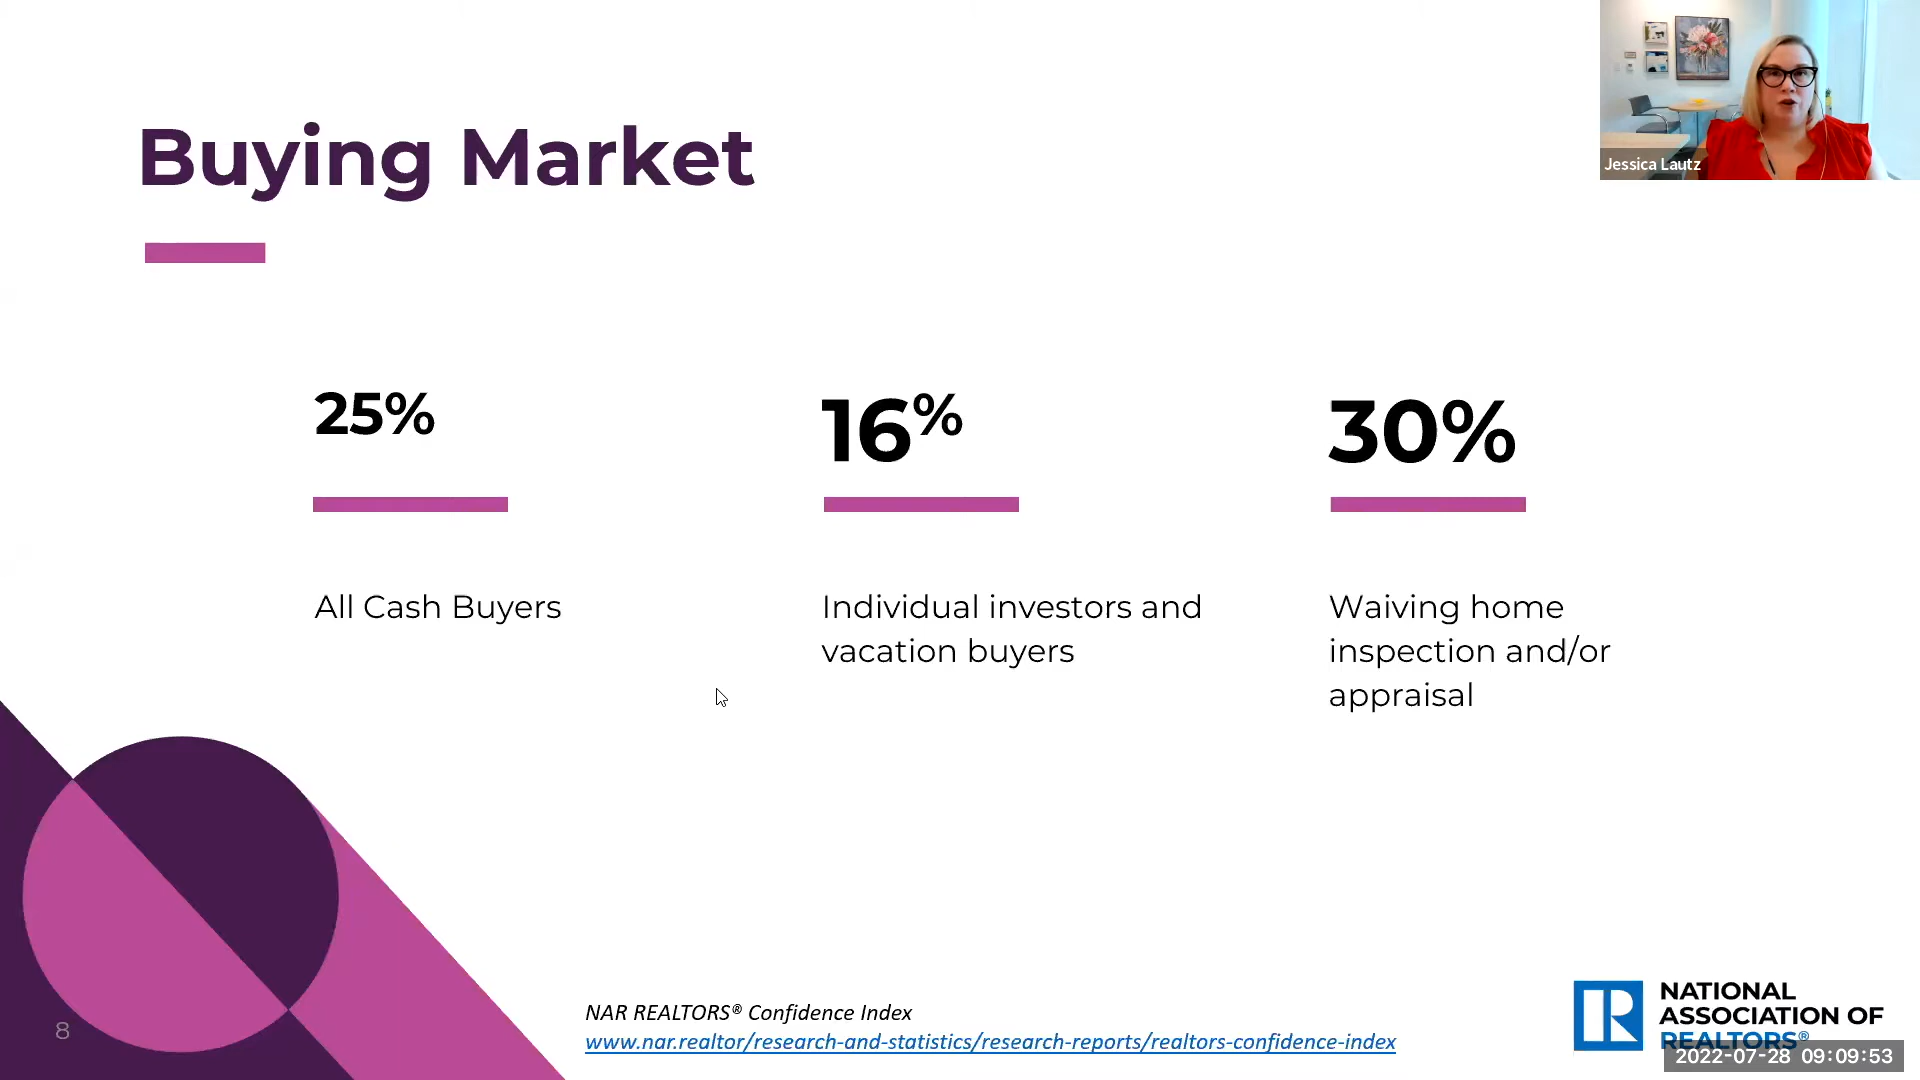 Buying Market
Jessica Lautz
25%
16%
30%
All Cash Buyers
Individual investors and
vacation buyers
Waiving home
inspection and/or
appraisal
8
NAR REALTORS® Confidence Index
www.nar.realtor/research-and-statistics/research-reports/realtors-confidence-index
NATIONAL
ASSOCIATION OF
REALTORS®
2022-07-28 09:09:53